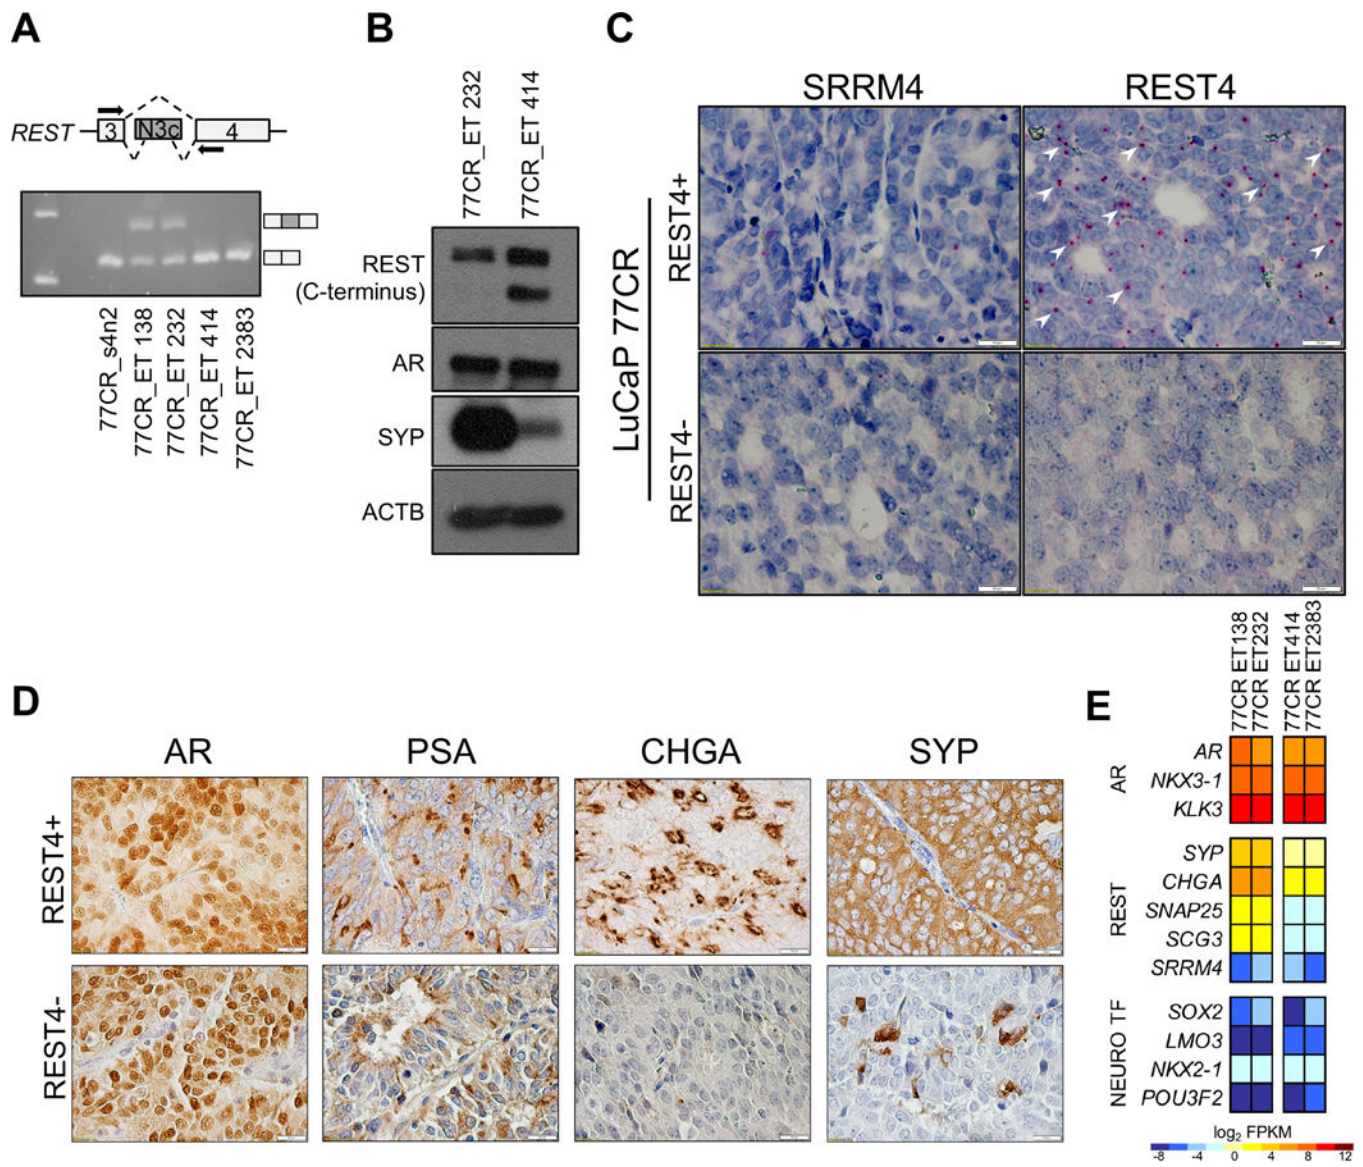 A
REST
3
N3c
4
77CR_s4n2
77CR_ET 138
77CR_ET 232
77CR_ET 414
77CR_ET 2383
B
77CR_ET 232
77CR_ET 414
REST
(C-terminus)
AR
SYP
ACTB
C
SRRM4
REST4
LuCaP 77CR
REST4+
REST4-
D
AR
PSA
CHGA
SYP
REST4+
REST4-
E
77CR ET138
77CR ET232
77CR ET414
77CR ET2383
AR
AR
NKX3-1
KLK3
REST
SYP
CHGA
SNAP25
SCG3
SRRM4
NEURO TF
SOX2
LMO3
NKX2-1
POU3F2
log2 FPKM
-8 -4 0 4 8 12